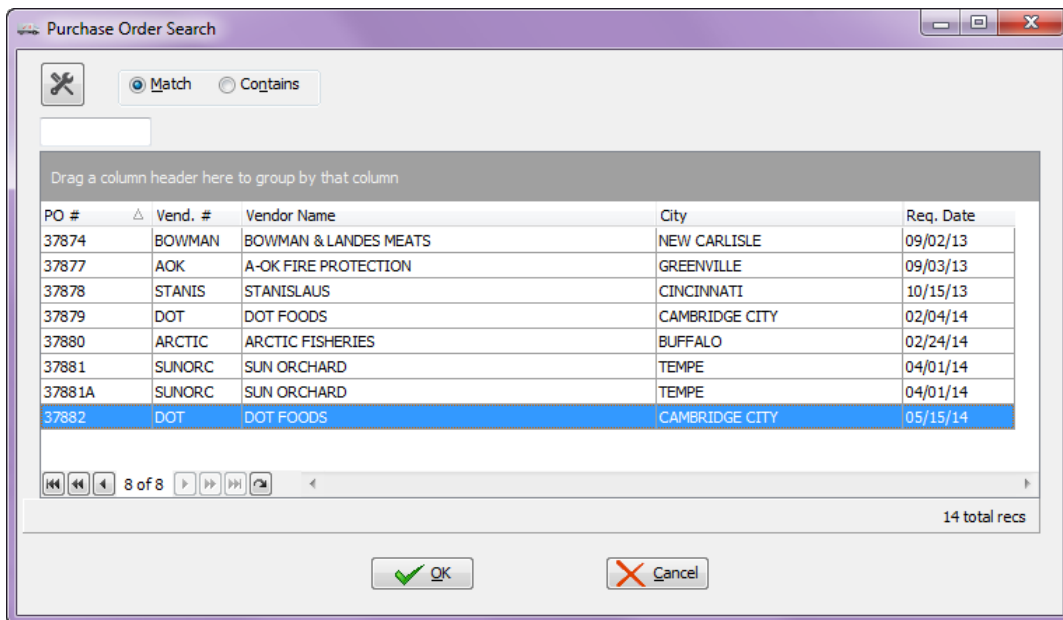 Purchase Order Search
Match Contains
Drag a column header here to group by that column
PO # Vend. # Vendor Name City Req. Date
37874 BOWMAN BOWMAN & LANDES MEATS NEW CARLISLE 09/02/13
37877 AOK A-OK FIRE PROTECTION GREENVILLE 09/03/13
37878 STANIS STANISLAUS CINCINNATI 10/15/13
37879 DOT DOT FOODS CAMBRIDGE CITY 02/04/14
37880 ARCTIC ARCTIC FISHERIES BUFFALO 02/24/14
37881 SUNORC SUN ORCHARD TEMPE 04/01/14
37881A SUNORC SUN ORCHARD TEMPE 04/01/14
37882 DOT DOT FOODS CAMBRIDGE CITY 05/15/14
8 of 8
14 total recs
OK Cancel